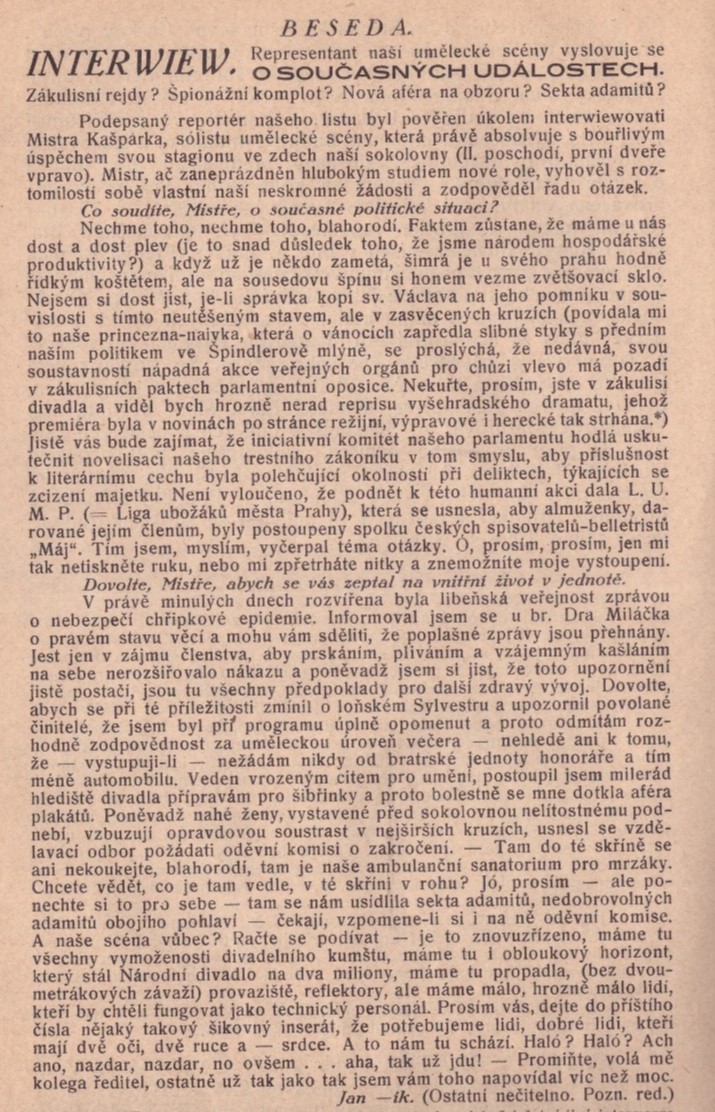 BESEDA.
INTERWIEW. Representant naší umělecké scény vyslovuje se
O SOUČASNÝCH UDÁLOSTECH.
Zákulisní rejdy? Špionážní komplot? Nová aféra na obzoru? Sekta adamitů?
Podepsaný reportér našeho listu byl pověřen úkolem interwiewovati
Mistra Kašpárka, sólistu umělecké scény, která právě absolvuje s bouřlivým
úspěchem svou stagionu ve zdech naší sokolovny (II. poschodí, první dveře
vpravo). Mistr, ač zaneprázdněn hlubokým studiem nové role, vyhověl s roz-
tomilostí sobě vlastní naší neskromné žádosti a zodpověděl řadu otázek.
Co soudíte, Mistře, o současné politické situaci?
Nechme toho, nechme toho, blahorodí. Faktem zůstane, že máme u nás
dost a dost plev (je to snad důsledek toho, že jsme národem hospodářské
produktivity?) a když už je někdo zametá, šimrá je u svého prahu hodně
řídkým koštětem, ale na sousedovu špínu si honem vezme zvětšovací sklo.
Nejsem si dost jist, je-li správka kopí sv. Václava na jeho pomníku v sou-
vislosti s tímto neutěšeným stavem, ale v zasvěcených kruzích (povídala mi
to naše princezna-naivka, která o vánocích zapředla slibné styky s předním
naším politikem ve Špindlerově mlýně, se proslýchá, že nedávná, svou
soustavností nápadná akce veřejných orgánů pro chůzi vlevo má pozadí
v zákulisních paktech parlamentní oposice. Nekuřte, prosím, jste v zákulisí
divadla a viděl bych hrozně nerad reprisu vyšehradského dramatu, jehož
premiéra byla v novinách po stránce režijní, výpravové i herecké tak strhána.*)
Jistě vás bude zajímat, že iniciativní komitét našeho parlamentu hodlá usku-
tečnit novelisaci našeho trestního zákoníku v tom smyslu, aby příslušnost
k literárnímu cechu byla polehčující okolností při deliktech, týkajících se
zcizení majetku. Není vyloučeno, že podnět k této humanní akci dala L. U.
M. P. (= Liga ubožáků města Prahy), která se usnesla, aby almuženky, da-
rované jejím členům, byly postoupeny spolku českých spisovatelů-belletristů
„Máj“. Tím jsem, myslím, vyčerpal téma otázky. Ó, prosím, prosím, jen mi
tak netiskněte ruku, nebo mi zpřetrháte nitky a znemožníte moje vystoupení.
Dovolte, Mistře, abych se vás zeptal na vnitřní život v jednotě.
V právě minulých dnech rozvířena byla libeňská veřejnost zprávou
o nebezpečí chřipkové epidemie. Informoval jsem se u br. Dra Miláčka
o pravém stavu věcí a mohu vám sděliti, že poplašné zprávy jsou přehnány.
Jest jen v zájmu členstva, aby prskáním, pliváním a vzájemným kašláním
na sebe nerozšiřovalo nákazu a poněvadž jsem si jist, že toto upozornění
jistě postačí, jsou tu všechny předpoklady pro další zdravý vývoj. Dovolte,
abych se při té příležitosti zmínil o loňském Sylvestru a upozornil povolané
činitelé, že jsem byl při programu úplně opomenut a proto odmítám roz-
hodně zodpovědnost za uměleckou úroveň večera — nehledě ani k tomu,
že — vystupuji-li — nežádám nikdy od bratrské jednoty honoráře a tím
méně automobilu. Veden vrozeným citem pro umění, postoupil jsem milerád
hlediště divadla přípravám pro šibřinky a proto bolestně se mne dotkla aféra
plakátů. Poněvadž nahé ženy, vystavené před sokolovnou nelítostnému pod-
nebí, vzbuzují opravdovou soustrast v nejširších kruzích, usnesl se vzdě-
lavací odbor požádati oděvní komisi o zakročení. — Tam do té skříně se
ani nekoukejte, blahorodí, tam je naše ambulanční sanatorium pro mrzáky.
Chcete vědět, co je tam vedle, v té skříni v rohu? Jó, prosím — ale po-
nechte si to pro sebe — tam se nám usídlila sekta adamitů, nedobrovolných
adamitů obojího pohlaví — čekají, vzpomene-li si i na ně oděvní komise.
A naše scéna vůbec? Račte se podívat — je to znovuzřízeno, máme tu
všechny vymoženosti divadelního kumštu, máme tu i obloukový horizont,
který stál Národní divadlo na dva miliony, máme tu propadla, (bez dvou-
metrákových závaží) provaziště, reflektory, ale máme málo, hrozně málo lidí,
kteří by chtěli fungovat jako technický personál. Prosím vás, dejte do příštího
čísla nějaký takový šikovný inserát, že potřebujeme lidi, dobré lidi, kteří
mají dvě oči, dvě ruce a — srdce. A to nám tu schází. Haló? Haló? Ach
ano, nazdar, nazdar, no ovšem . . . aha, tak už jdu! — Promiňte, volá mě
kolega ředitel, ostatně už tak jako tak jsem vám toho napovídal víc než moc.
Jan —ík. (Ostatní nečitelno. Pozn. red.)